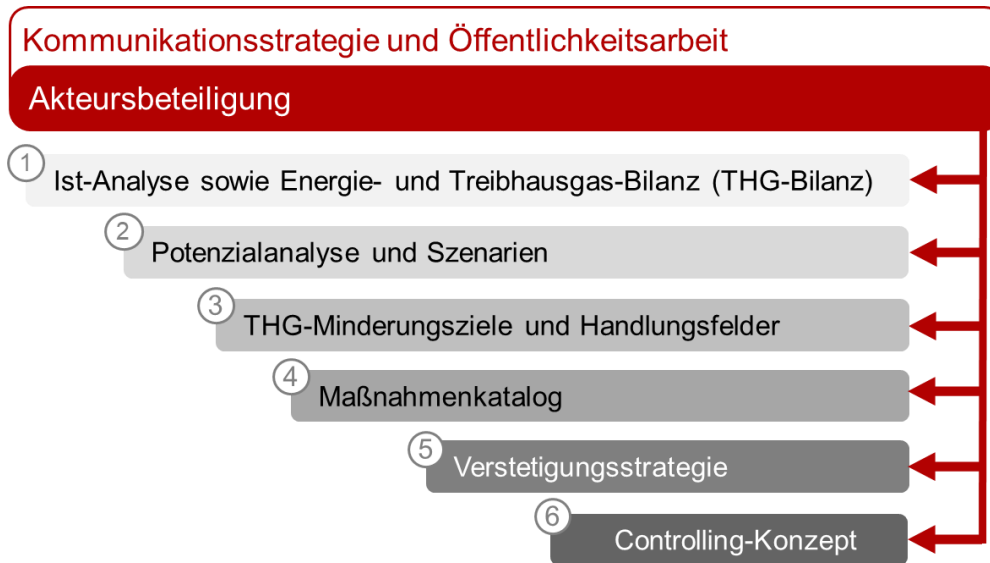 Kommunikationsstrategie und Öffentlichkeitsarbeit
Akteursbeteiligung
1
Ist-Analyse sowie Energie- und Treibhausgas-Bilanz (THG-Bilanz)
2
Potenzialanalyse und Szenarien
3
THG-Minderungsziele und Handlungsfelder
4
Maßnahmenkatalog
5
Verstetigungsstrategie
6
Controlling-Konzept